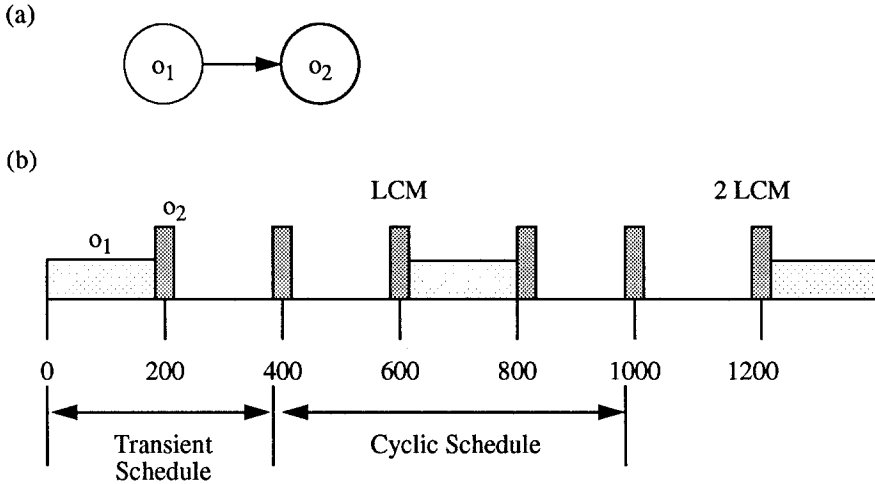 (a)
o₁ o₂
(b)
LCM 2 LCM
o₂
o₁
0 200 400 600 800 1000 1200
Transient Cyclic Schedule
Schedule